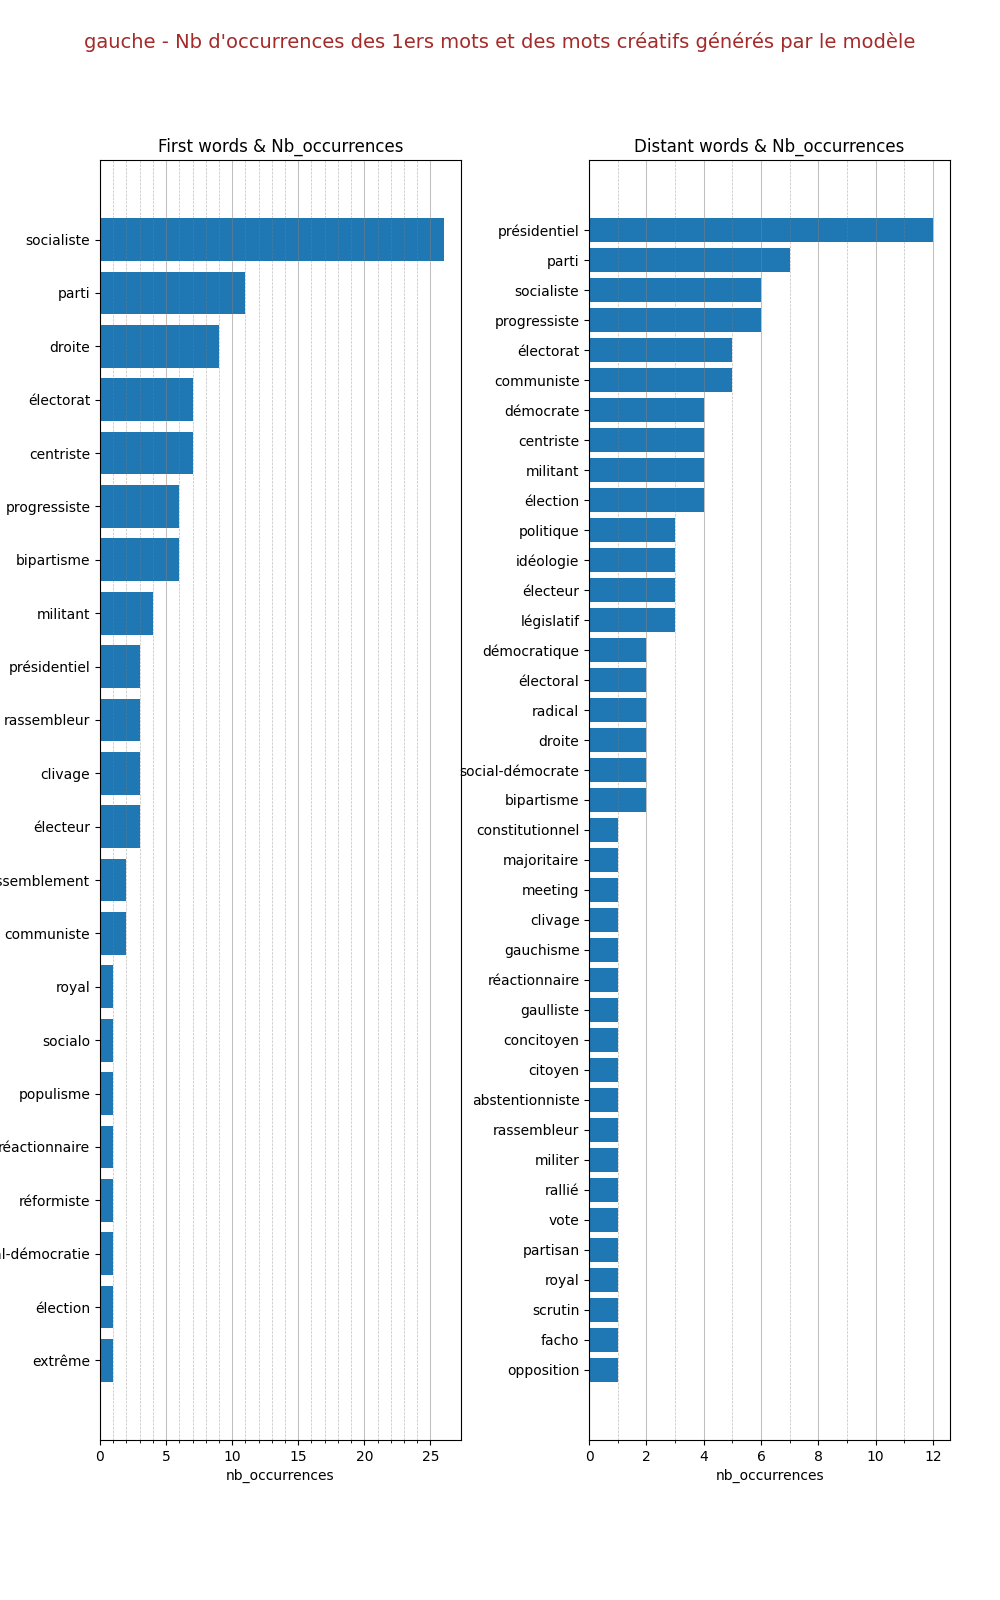 gauche - Nb d'occurrences des 1ers mots et des mots créatifs générés par le modèle
First words & Nb_occurrences
socialiste
parti
droite
électorat
centriste
progressiste
bipartisme
militant
présidentiel
rassembleur
clivage
électeur
ssemblement
communiste
royal
socialo
populisme
réactionnaire
réformiste
l-démocratie
élection
extrême
0 5 10 15 20 25
nb_occurrences
Distant words & Nb_occurrences
présidentiel
parti
socialiste
progressiste
électorat
communiste
démocrate
centriste
militant
élection
politique
idéologie
électeur
législatif
démocratique
électoral
radical
droite
social-démocrate
bipartisme
constitutionnel
majoritaire
meeting
clivage
gauchisme
réactionnaire
gaulliste
concitoyen
citoyen
abstentionniste
rassembleur
militer
rallié
vote
partisan
royal
scrutin
facho
opposition
0 2 4 6 8 10 12
nb_occurrences